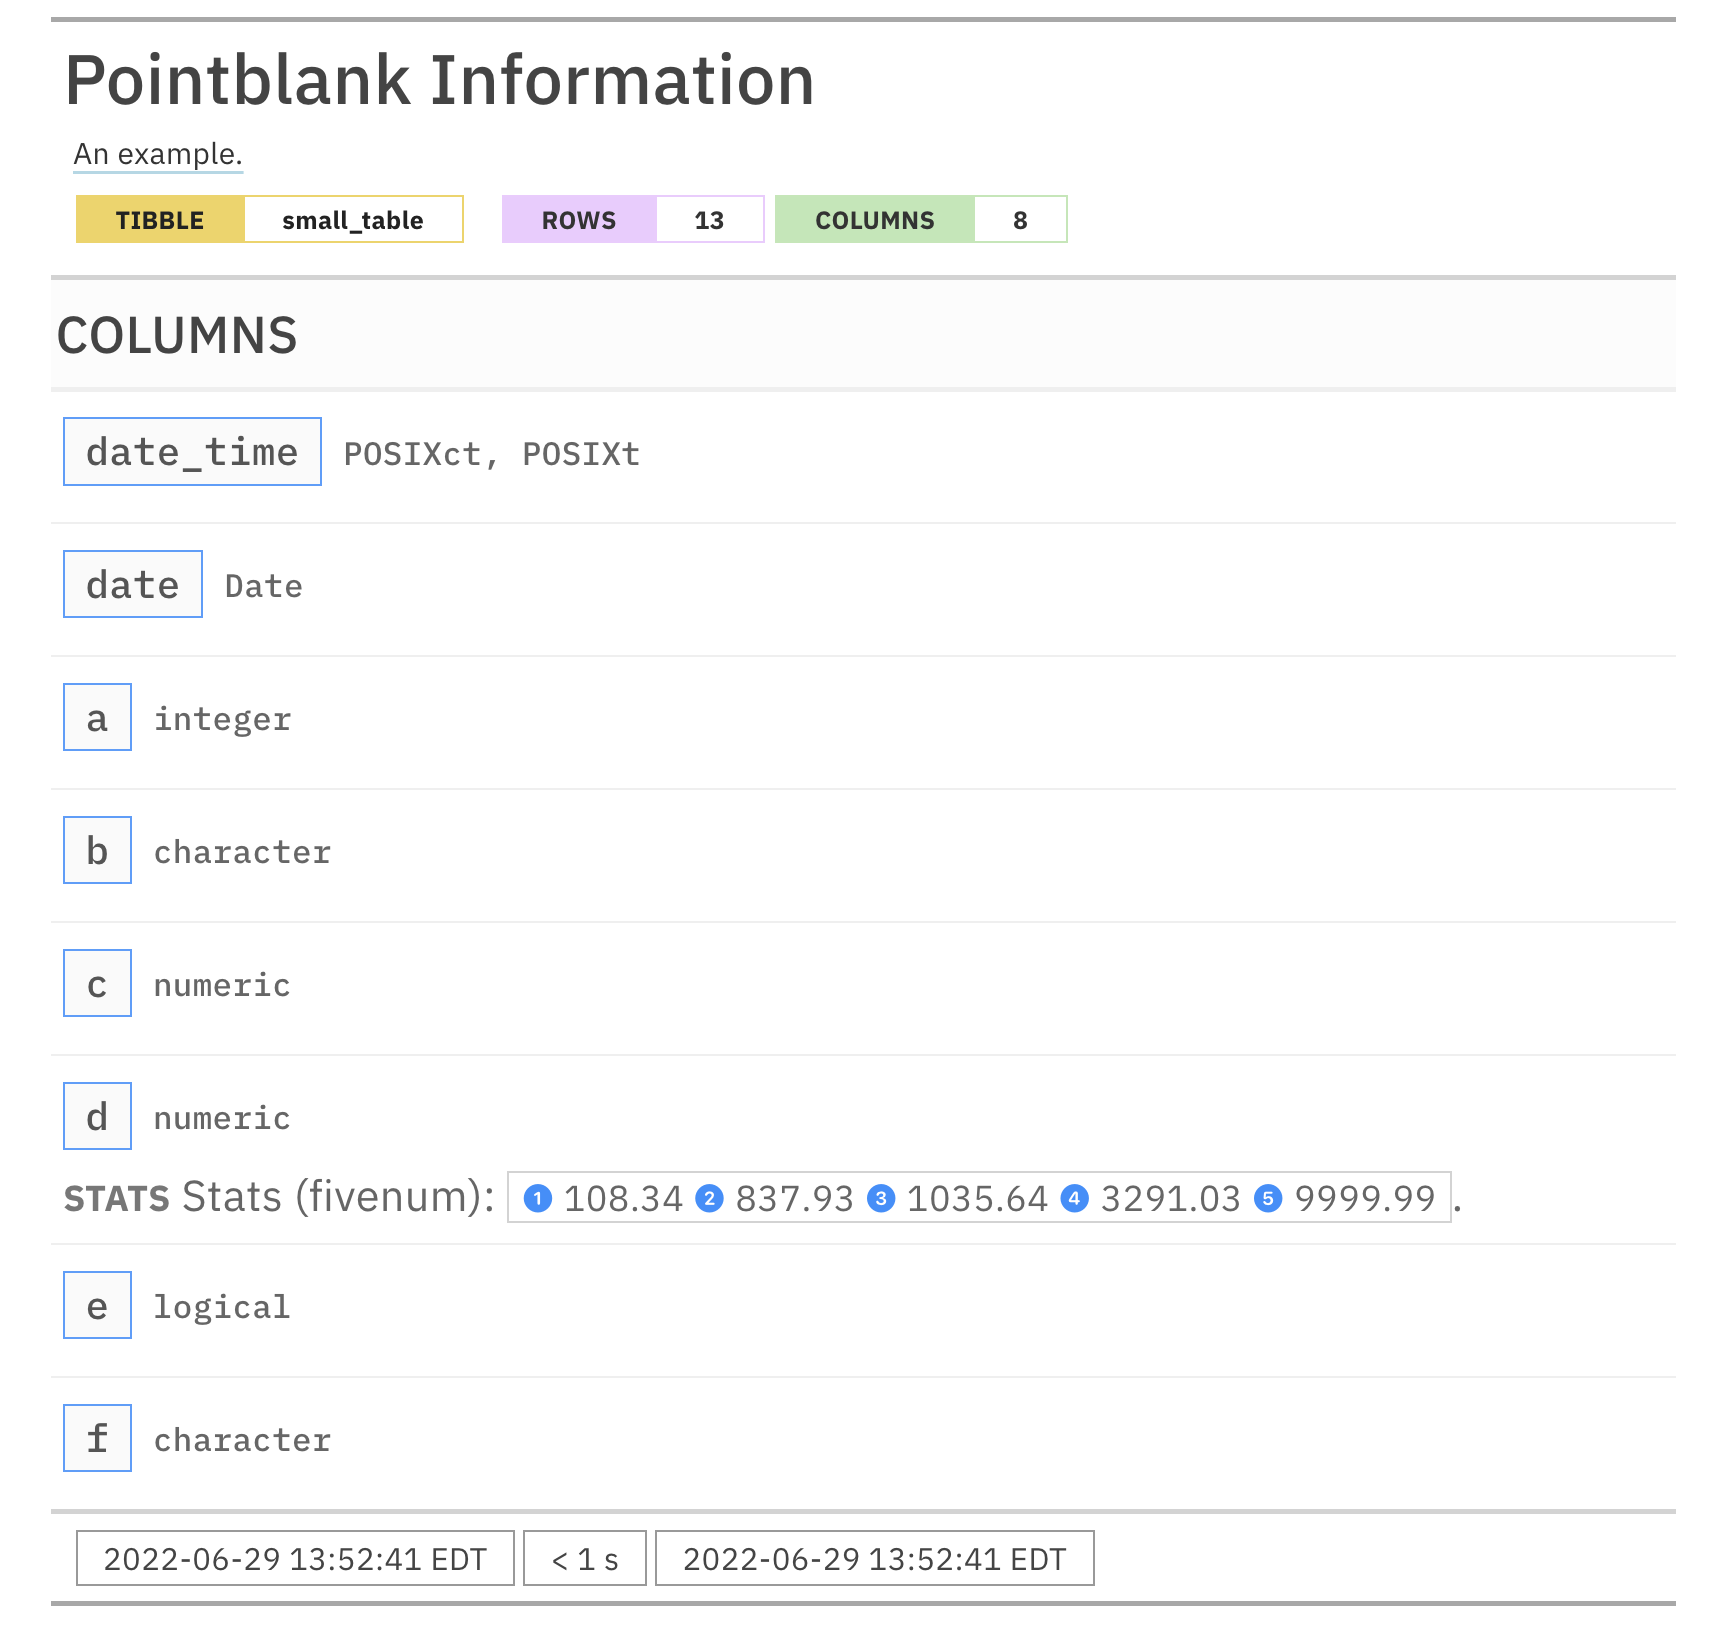 Pointblank Information
An example.
TIBBLE small_table ROWS 13 COLUMNS 8
COLUMNS
date_time POSIXct, POSIXt
date Date
a integer
b character
c numeric
d numeric
STATS Stats (fivenum): 1 108.34 2 837.93 3 1035.64 4 3291.03 5 9999.99 .
e logical
f character
2022-06-29 13:52:41 EDT < 1 s 2022-06-29 13:52:41 EDT